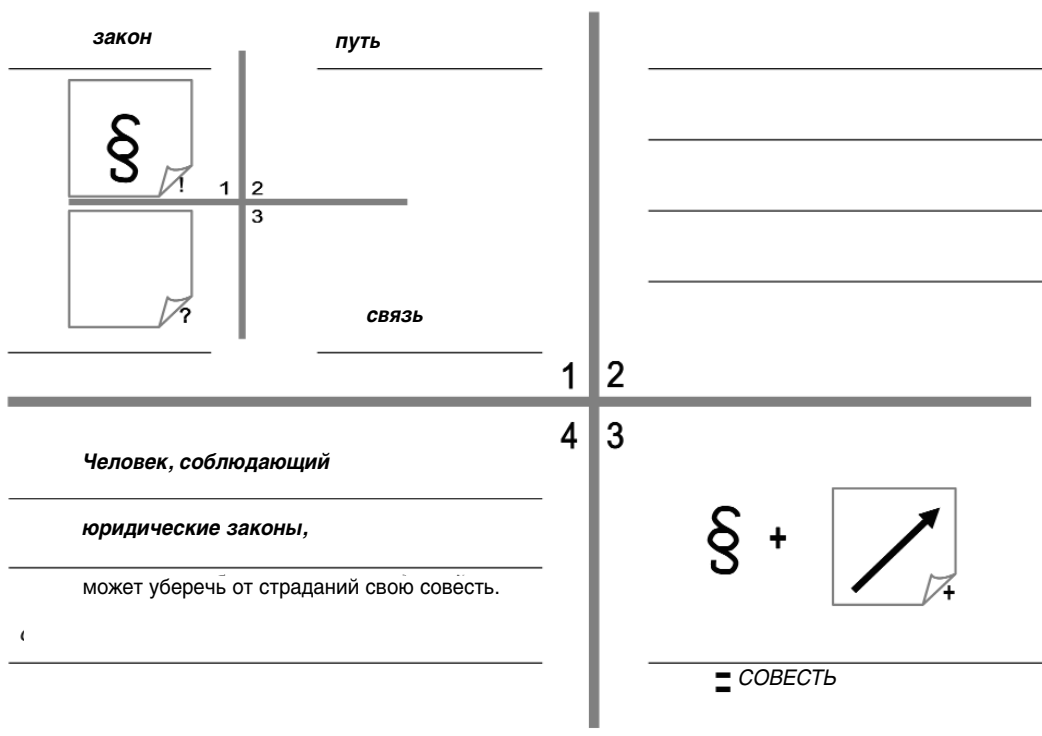 закон
путь
§
!
1 2
3
?
связь
1 2
4 3
Человек, соблюдающий
юридические законы,
может уберечь от страданий свою совесть.
§ +
+
= СОВЕСТЬ